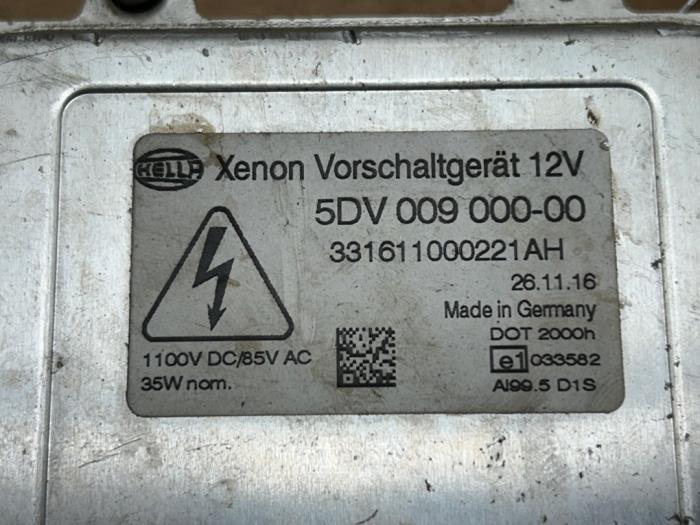 HELLA Xenon Vorschaltgerät 12V
5DV 009 000-00
331611000221AH
26.11.16
Made in Germany
DOT 2000h
1100V DC/85V AC
e1 033582
35W nom.
Al99.5 D1S